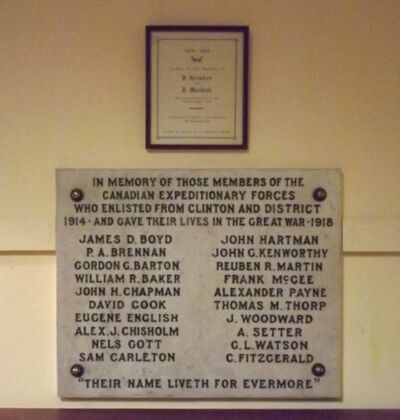 IN MEMORY OF THOSE MEMBERS OF THE
CANADIAN EXPEDITIONARY FORCES
WHO ENLISTED FROM CLINTON AND DISTRICT
1914 - AND GAVE THEIR LIVES IN THE GREAT WAR - 1918
JAMES D. BOYD
P. A. BRENNAN
GORDON G. BARTON
WILLIAM R. BAKER
JOHN H. CHAPMAN
DAVID COOK
EUGENE ENGLISH
ALEX. J. CHISHOLM
NELS GOTT
SAM CARLETON
JOHN HARTMAN
JOHN G. KENWORTHY
REUBEN R. MARTIN
FRANK McGEE
ALEXANDER PAYNE
THOMAS M. THORP
J. WOODWARD
A. SETTER
G. L. WATSON
C. FITZGERALD
"THEIR NAME LIVETH FOR EVERMORE"